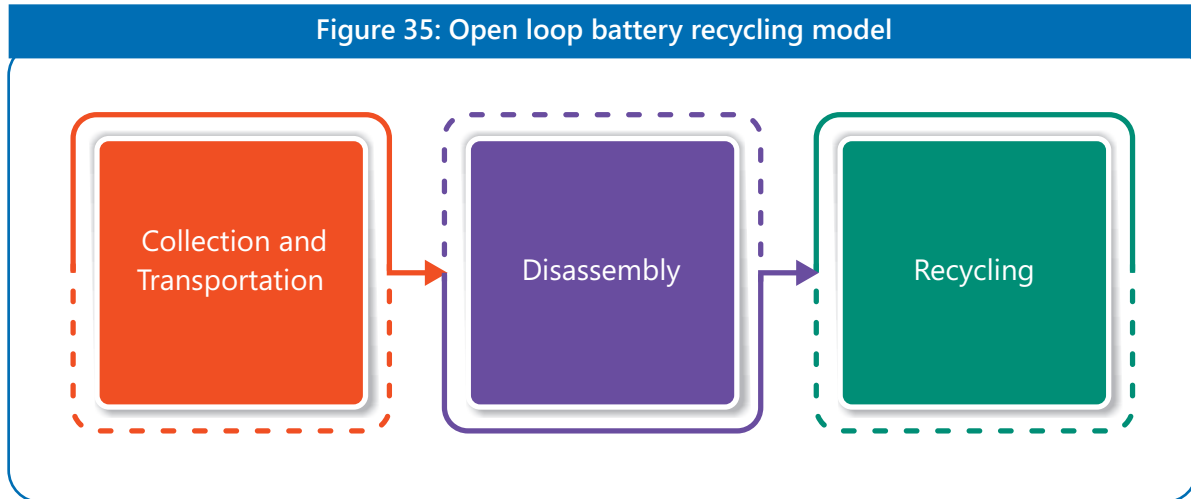 Figure 35: Open loop battery recycling model
Collection and
Transportation
Disassembly
Recycling